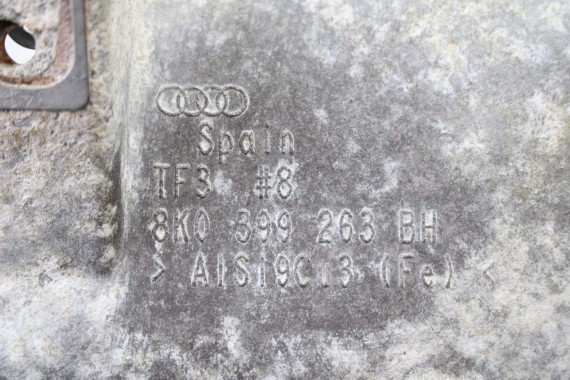 Spain
TF3 #8
8K0 399 263 BH
> AlSi9Cu3 (Fe) <